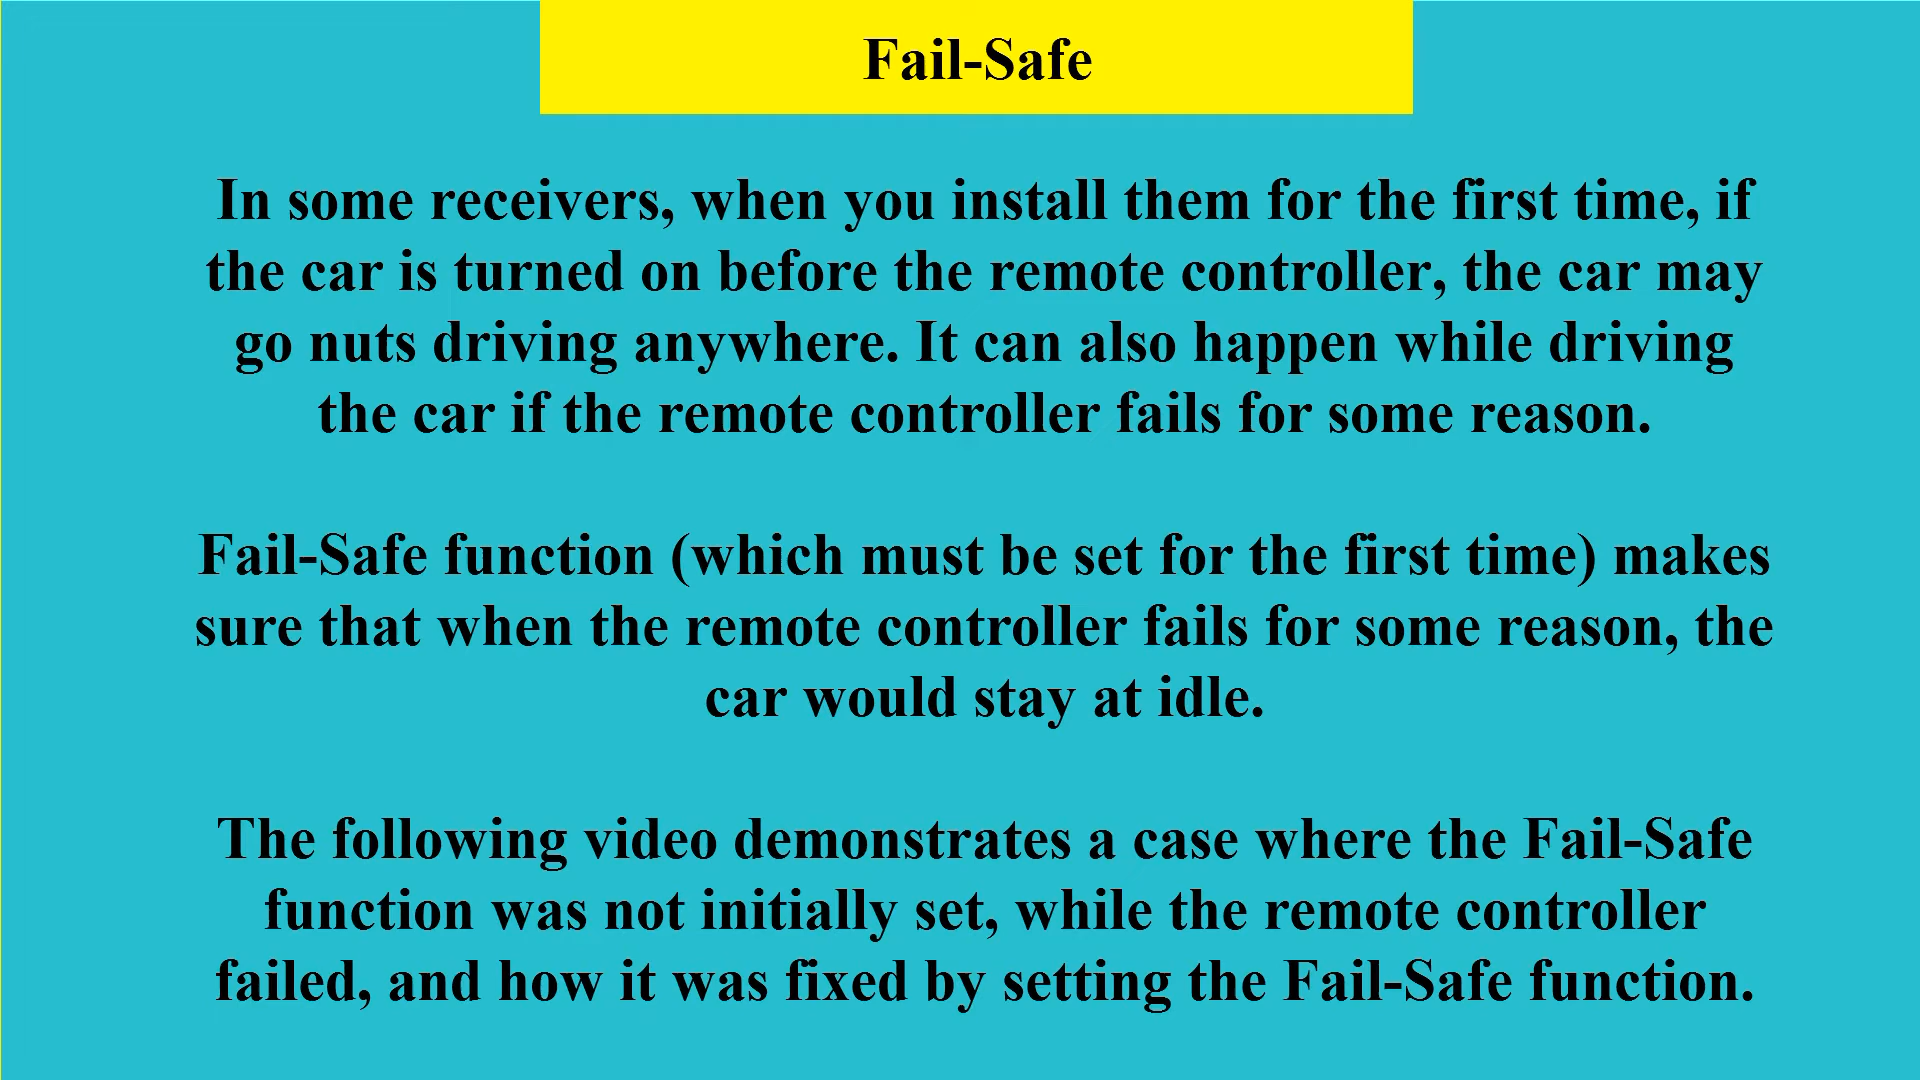 Fail-Safe
In some receivers, when you install them for the first time, if
the car is turned on before the remote controller, the car may
go nuts driving anywhere. It can also happen while driving
the car if the remote controller fails for some reason.
Fail-Safe function (which must be set for the first time) makes
sure that when the remote controller fails for some reason, the
car would stay at idle.
The following video demonstrates a case where the Fail-Safe
function was not initially set, while the remote controller
failed, and how it was fixed by setting the Fail-Safe function.